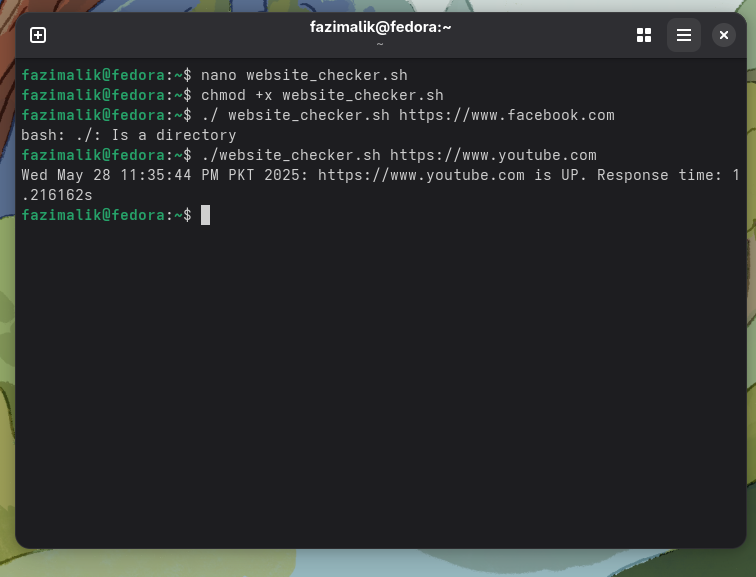 fazimalik@fedora:~
~
fazimalik@fedora:~$ nano website_checker.sh
fazimalik@fedora:~$ chmod +x website_checker.sh
fazimalik@fedora:~$ ./ website_checker.sh https://www.facebook.com
bash: ./: Is a directory
fazimalik@fedora:~$ ./website_checker.sh https://www.youtube.com
Wed May 28 11:35:44 PM PKT 2025: https://www.youtube.com is UP. Response time: 1
.216162s
fazimalik@fedora:~$